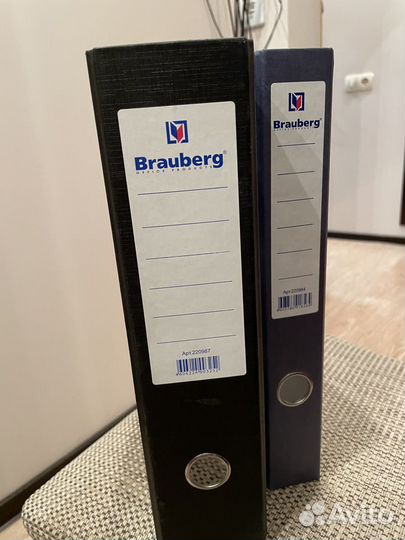 Brauberg®
OFFICE PRODUCTS
Арт.220987
Brauberg®
Арт.220984
Avito